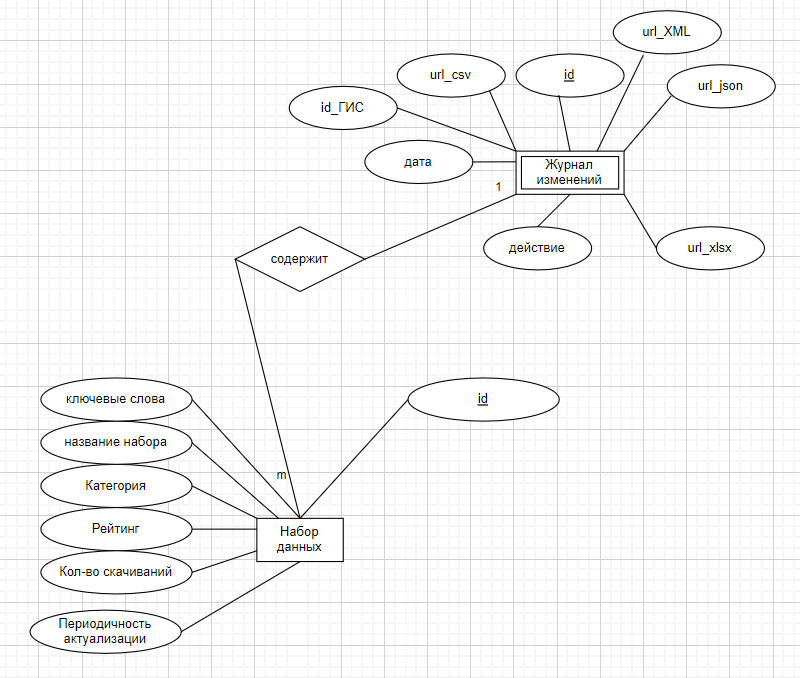 url_XML
url_csv
id
url_json
id_ГИС
дата
Журнал
изменений
1
действие
url_xlsx
содержит
ключевые слова
id
название набора
m
Категория
Рейтинг
Набор
данных
Кол-во скачиваний
Периодичность
актуализации